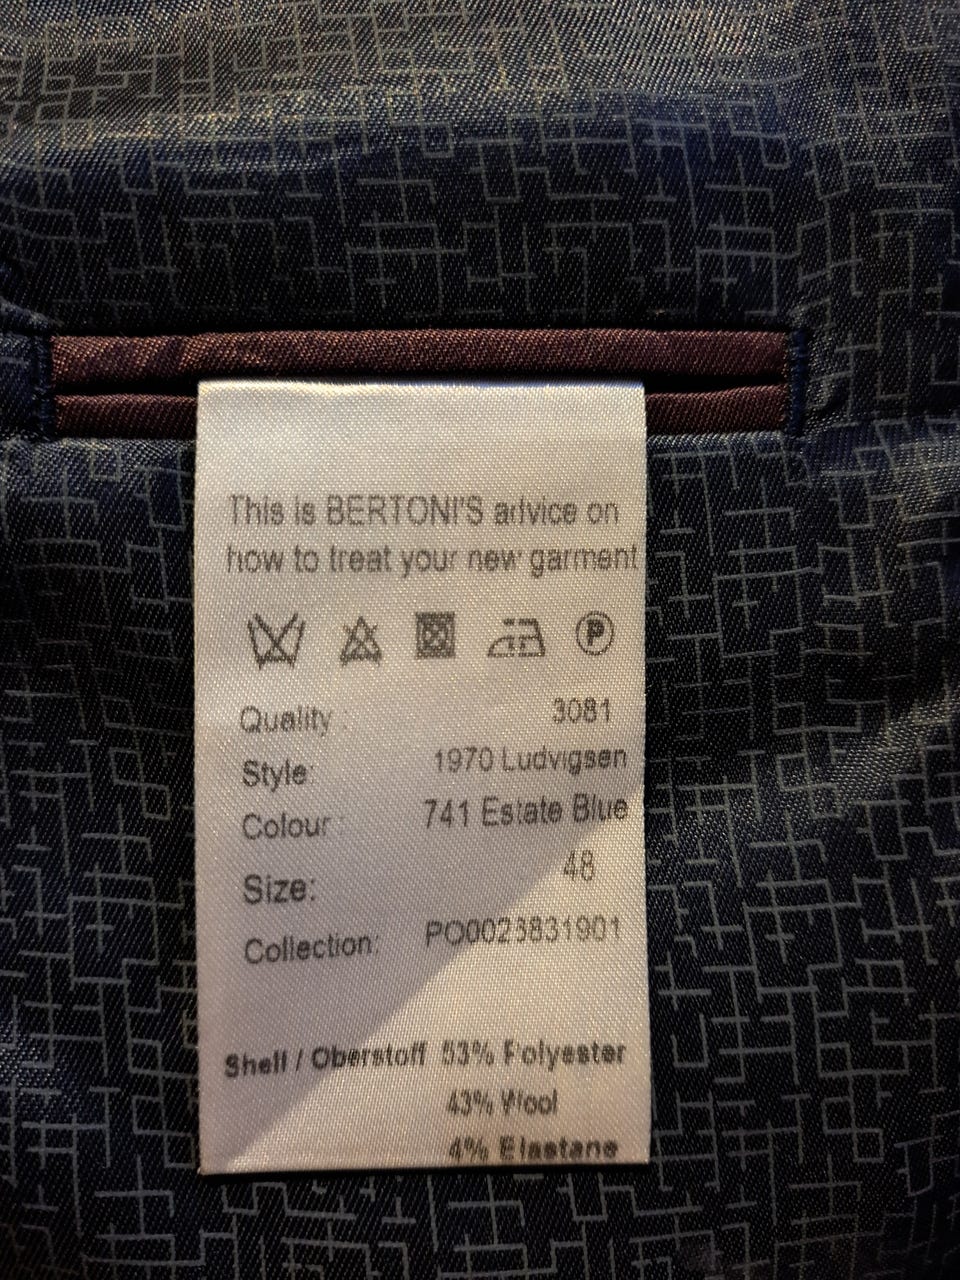 This is BERTONI'S advice on
how to treat your new garment
P
Quality : 3081
Style: 1970 Ludvigsen
Colour : 741 Estate Blue
Size: 48
Collection: PO0023831901
Shell / Oberstoff 53% Polyester
43% Wool
4% Elastane